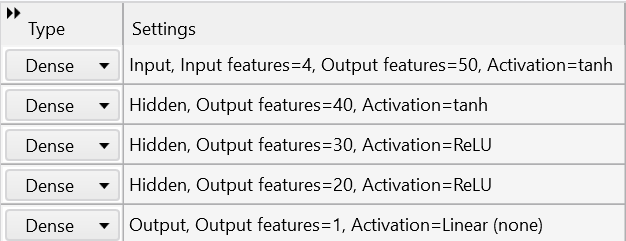 Type Settings
Dense Input, Input features=4, Output features=50, Activation=tanh
Dense Hidden, Output features=40, Activation=tanh
Dense Hidden, Output features=30, Activation=ReLU
Dense Hidden, Output features=20, Activation=ReLU
Dense Output, Output features=1, Activation=Linear (none)